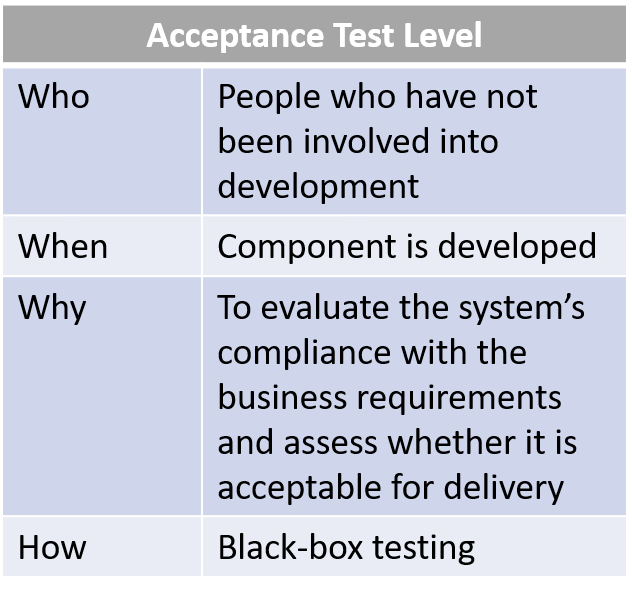 Acceptance Test Level
Who
People who have not
been involved into
development
When
Component is developed
Why
To evaluate the system’s
compliance with the
business requirements
and assess whether it is
acceptable for delivery
How
Black-box testing